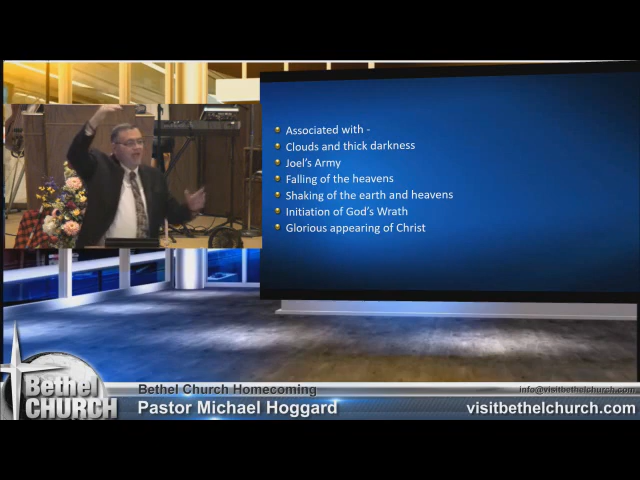 Associated with -
Clouds and thick darkness
Joel's Army
Falling of the heavens
Shaking of the earth and heavens
Initiation of God's Wrath
Glorious appearing of Christ
Bethel Church Homecoming
info@visitbethelchurch.com
Bethel
CHURCH
Pastor Michael Hoggard
visitbethelchurch.com